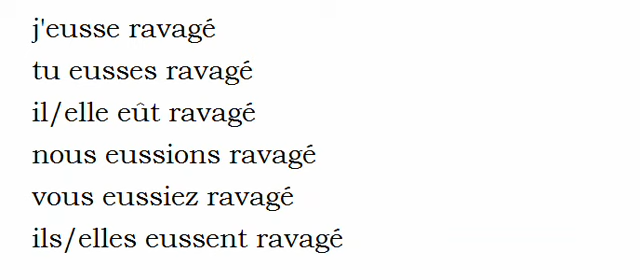 j'eusse ravagé
tu eusses ravagé
il/elle eût ravagé
nous eussions ravagé
vous eussiez ravagé
ils/elles eussent ravagé